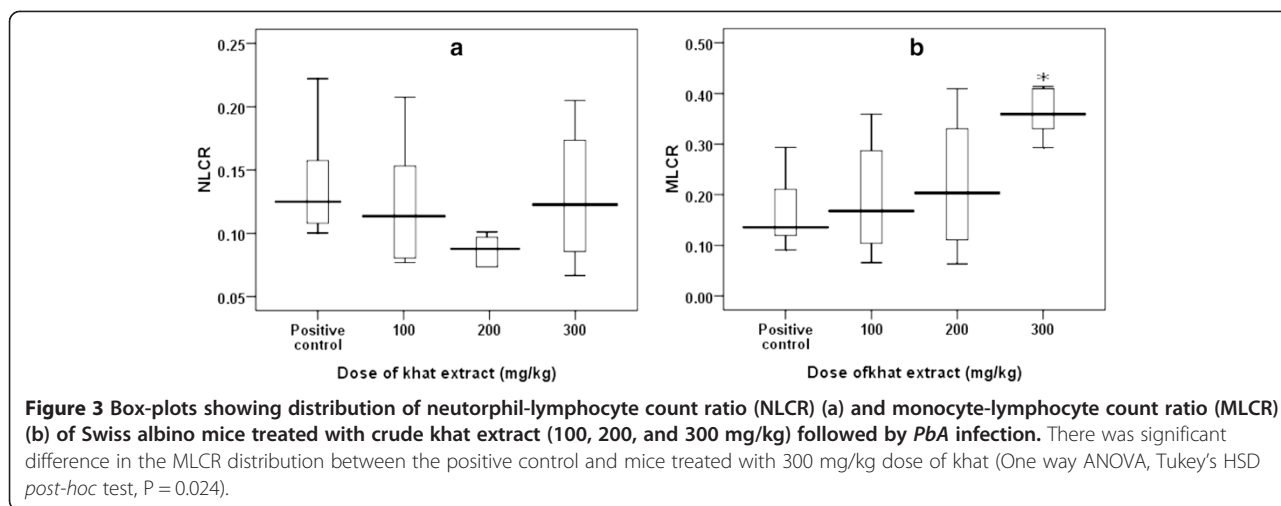 a
b
0.25
0.20
0.15
0.10
0.05
NLCR
Positive control
100
200
300
Dose of khat extract (mg/kg)
0.50
0.40
0.30
0.20
0.10
0.00
MLCR
*
Positive control
100
200
300
Dose ofkhat extract(mg/kg)
Figure 3 Box-plots showing distribution of neutorphil-lymphocyte count ratio (NLCR) (a) and monocyte-lymphocyte count ratio (MLCR)
(b) of Swiss albino mice treated with crude khat extract (100, 200, and 300 mg/kg) followed by PbA infection. There was significant
difference in the MLCR distribution between the positive control and mice treated with 300 mg/kg dose of khat (One way ANOVA, Tukey's HSD
post-hoc test, P = 0.024).